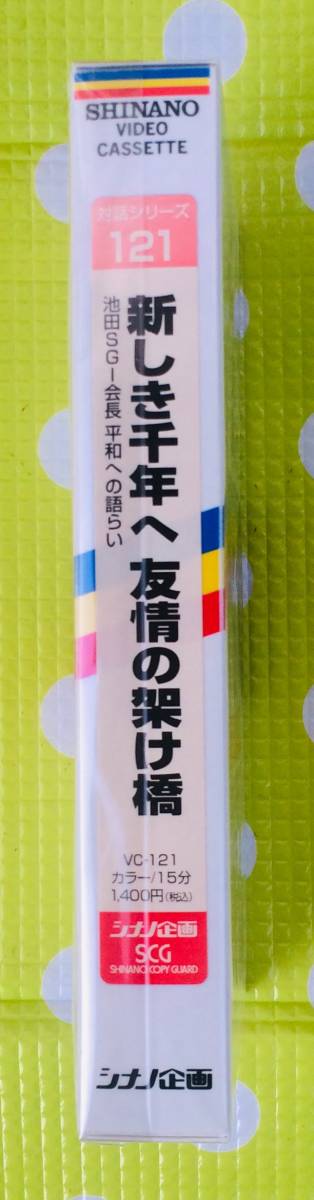 SHINANO
VIDEO
CASSETTE
対話シリーズ
121
新しき千年へ 友情の架け橋
池田SGI会長 平和への語らい
VC-121
カラー/15分
1,400円(税込)
シナノ企画
SCG
SHINANO COPY GUARD
シナノ企画